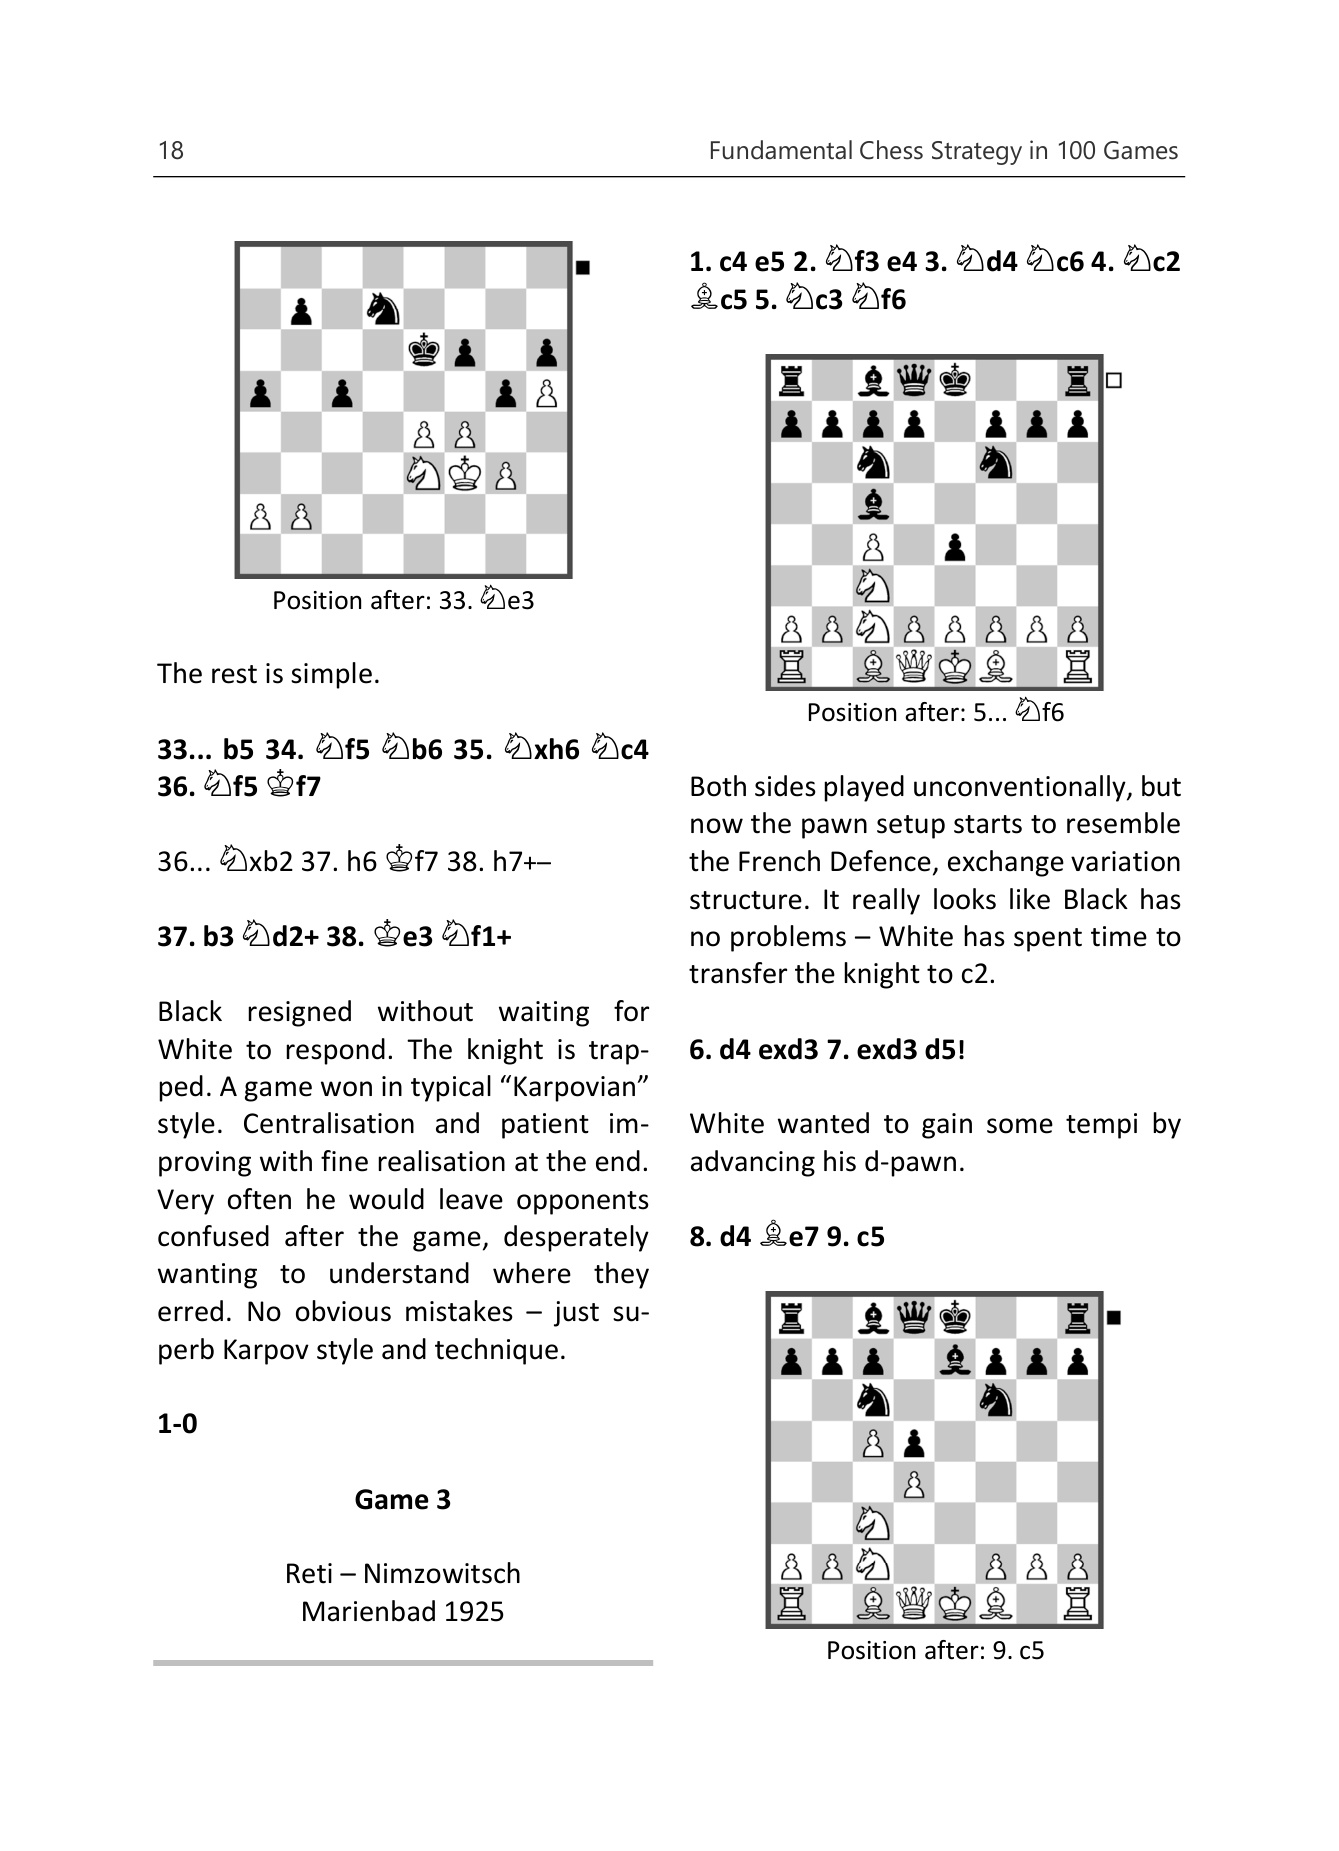 18
Fundamental Chess Strategy in 100 Games
Position after: 33. ♘e3
The rest is simple.
33... b5 34. ♘f5 ♘b6 35. ♘xh6 ♘c4
36. ♘f5 ♔f7
36... ♘xb2 37. h6 ♔f7 38. h7+–
37. b3 ♘d2+ 38. ♔e3 ♘f1+
Black resigned without waiting for
White to respond. The knight is trap-
ped. A game won in typical “Karpovian”
style. Centralisation and patient im-
proving with fine realisation at the end.
Very often he would leave opponents
confused after the game, desperately
wanting to understand where they
erred. No obvious mistakes – just su-
perb Karpov style and technique.
1-0
Game 3
Reti – Nimzowitsch
Marienbad 1925
1. c4 e5 2. ♘f3 e4 3. ♘d4 ♘c6 4. ♘c2
♗c5 5. ♘c3 ♘f6
Position after: 5... ♘f6
Both sides played unconventionally, but
now the pawn setup starts to resemble
the French Defence, exchange variation
structure. It really looks like Black has
no problems – White has spent time to
transfer the knight to c2.
6. d4 exd3 7. exd3 d5!
White wanted to gain some tempi by
advancing his d-pawn.
8. d4 ♗e7 9. c5
Position after: 9. c5